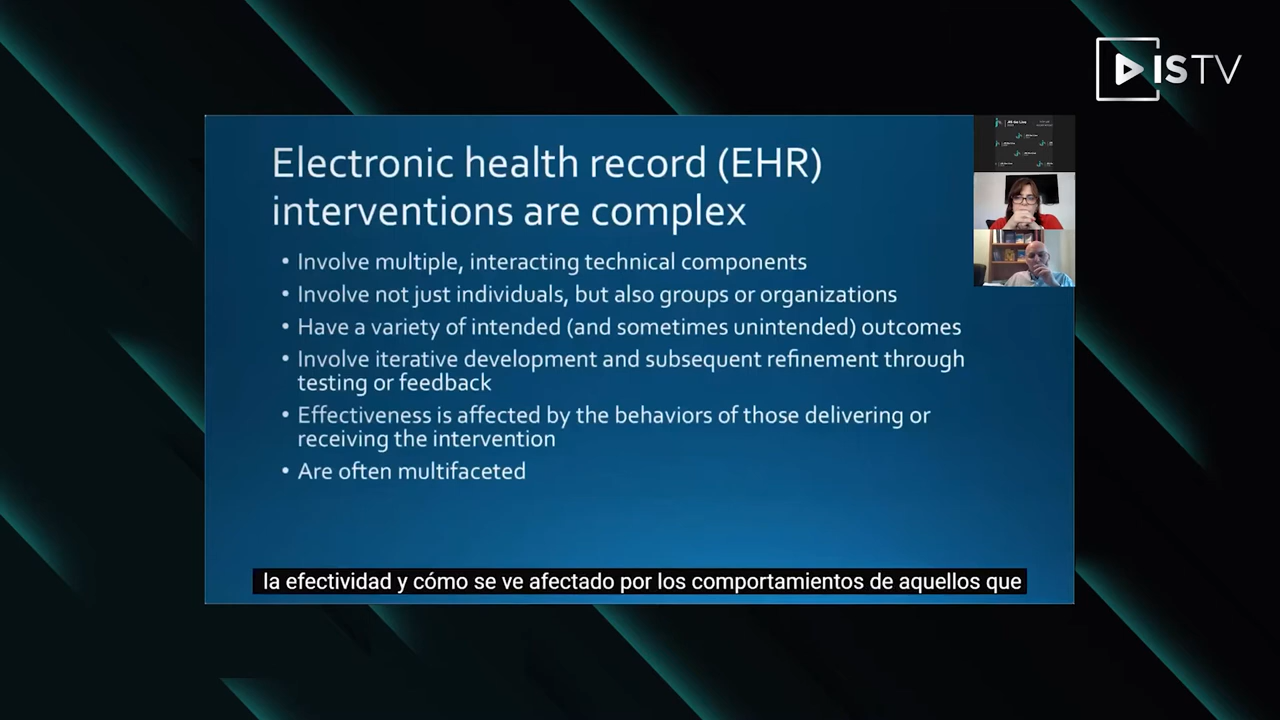 iSTV
Electronic health record (EHR)
interventions are complex
• Involve multiple, interacting technical components
• Involve not just individuals, but also groups or organizations
• Have a variety of intended (and sometimes unintended) outcomes
• Involve iterative development and subsequent refinement through
testing or feedback
• Effectiveness is affected by the behaviors of those delivering or
receiving the intervention
• Are often multifaceted
la efectividad y cómo se ve afectado por los comportamientos de aquellos que